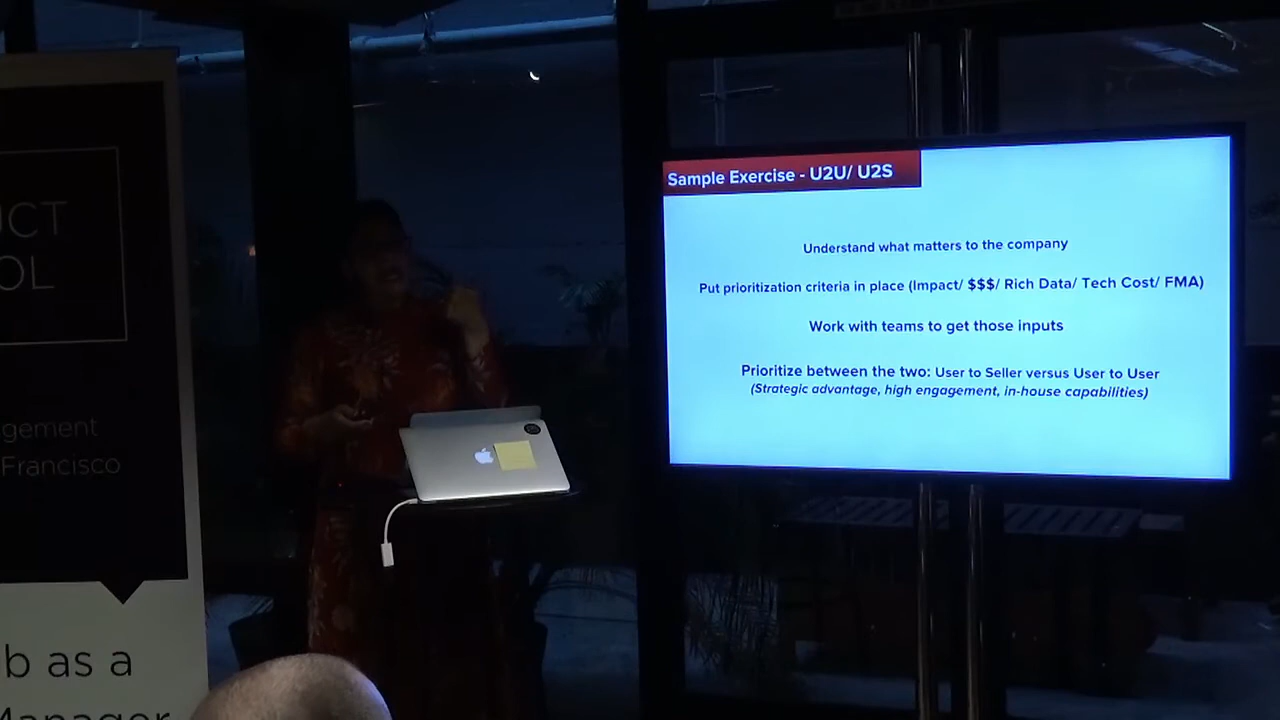 UCT
OL
gement
Francisco
b as a
Manager
Sample Exercise - U2U/ U2S
Understand what matters to the company
Put prioritization criteria in place (Impact/ $$$/ Rich Data/ Tech Cost/ FMA)
Work with teams to get those inputs
Prioritize between the two: User to Seller versus User to User
(Strategic advantage, high engagement, in-house capabilities)